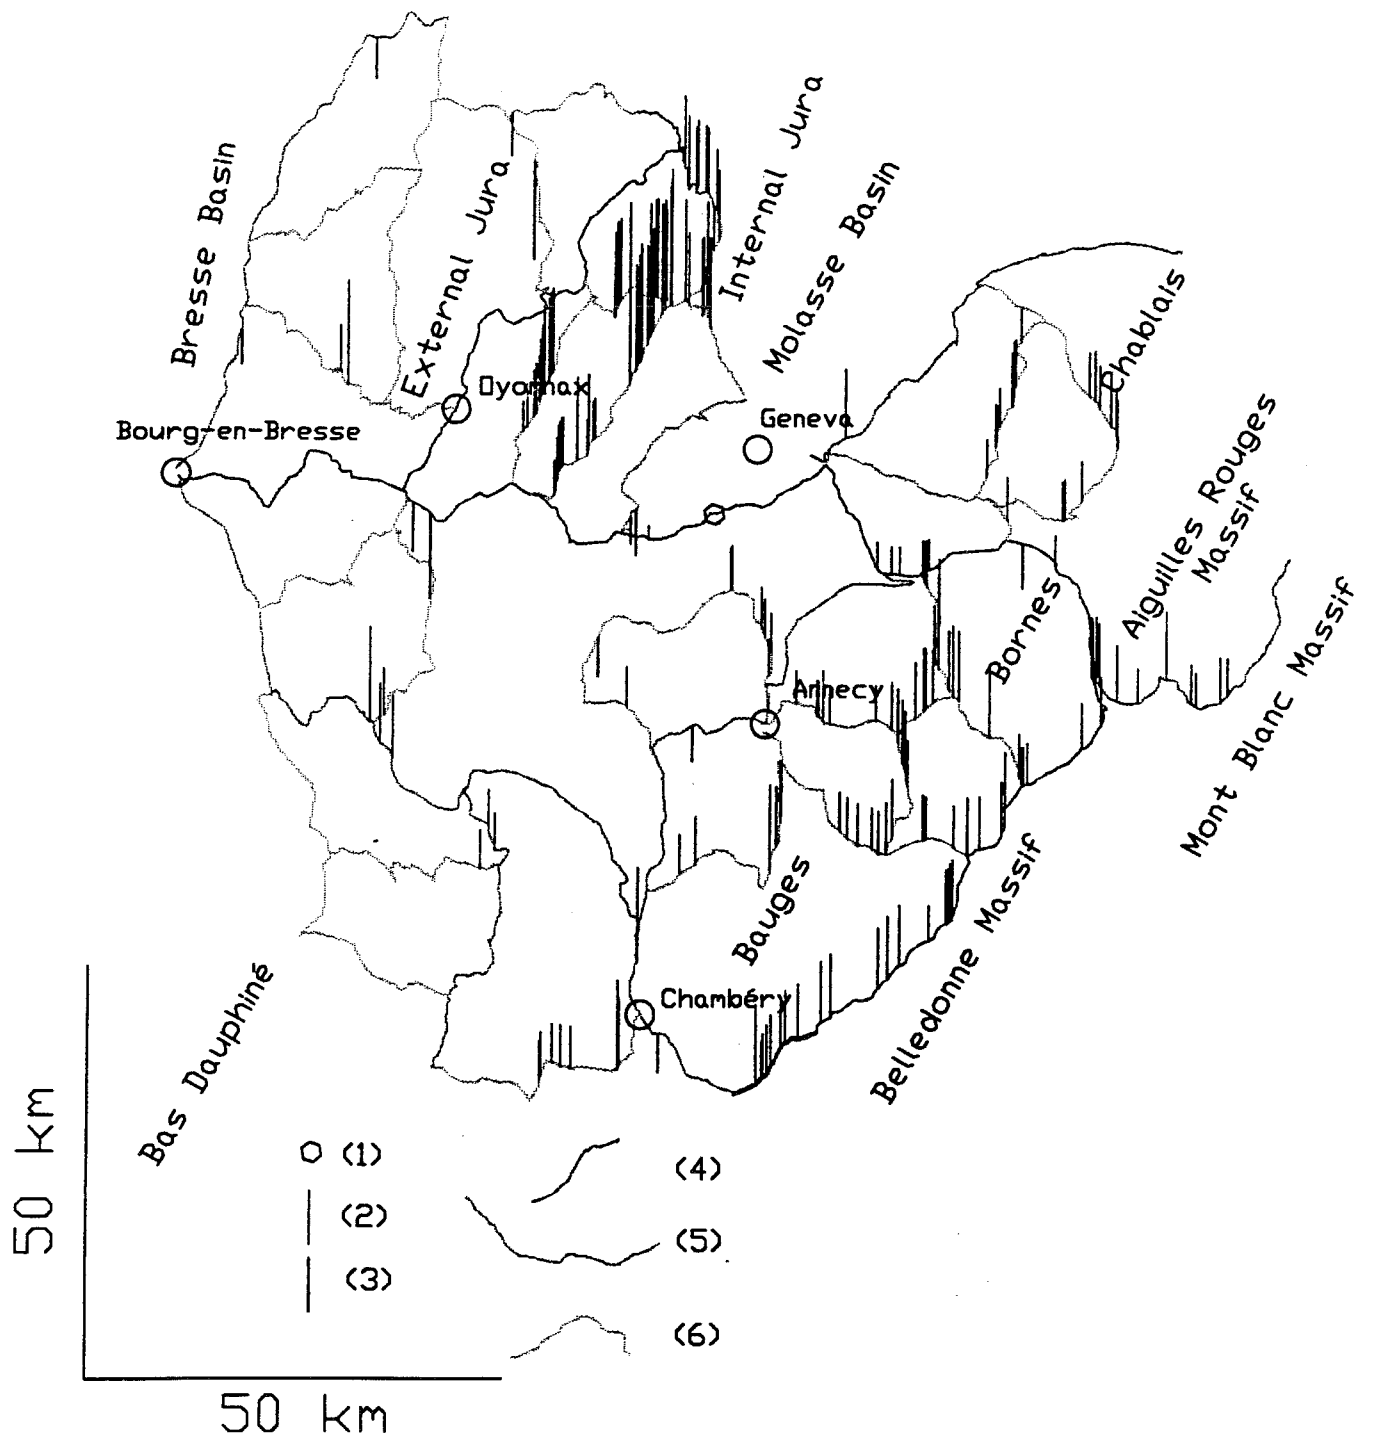 Bresse Basin
External Jura
Internal Jura
Molasse Basin
Chablais
Oyonnax
Bourg-en-Bresse
Geneva
Aiguilles Rouges
Massif
Bornes
Annecy
Mont Blanc Massif
Bauges
Belledonne Massif
Chambéry
Bas Dauphiné
50 km
(1)
(2)
(3)
(4)
(5)
(6)
50 km